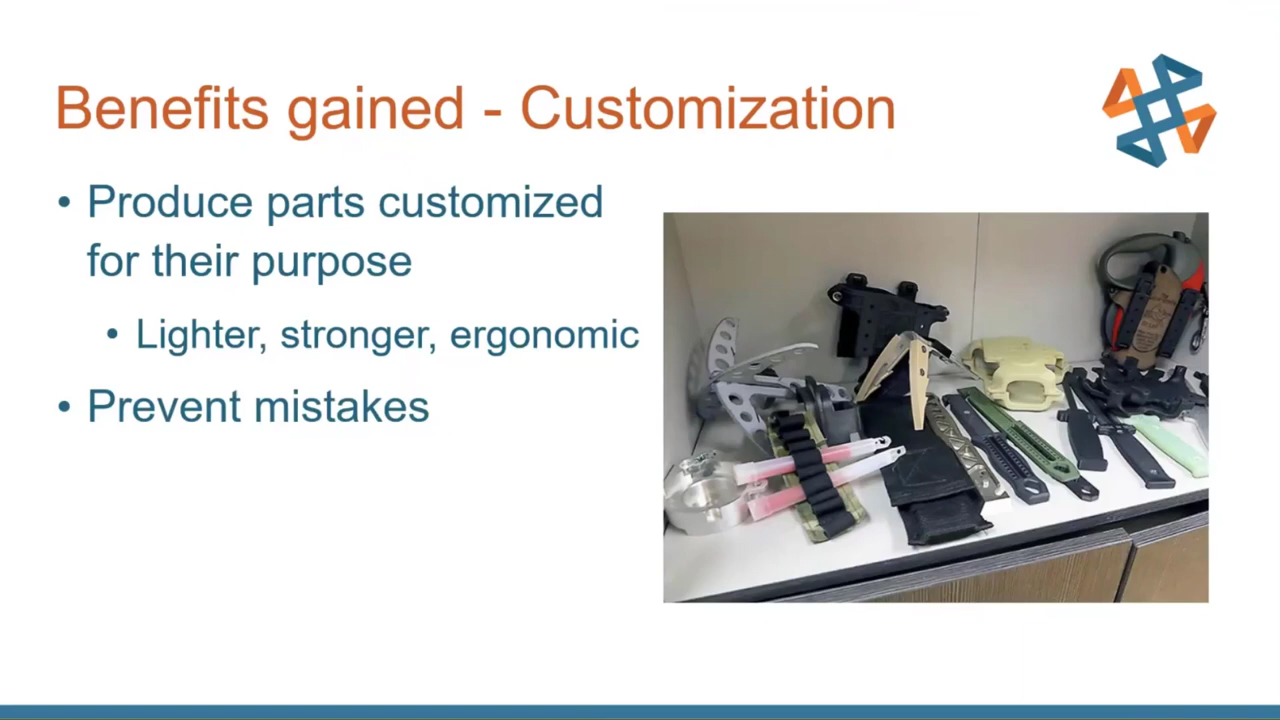 Benefits gained - Customization
• Produce parts customized
for their purpose
• Lighter, stronger, ergonomic
• Prevent mistakes